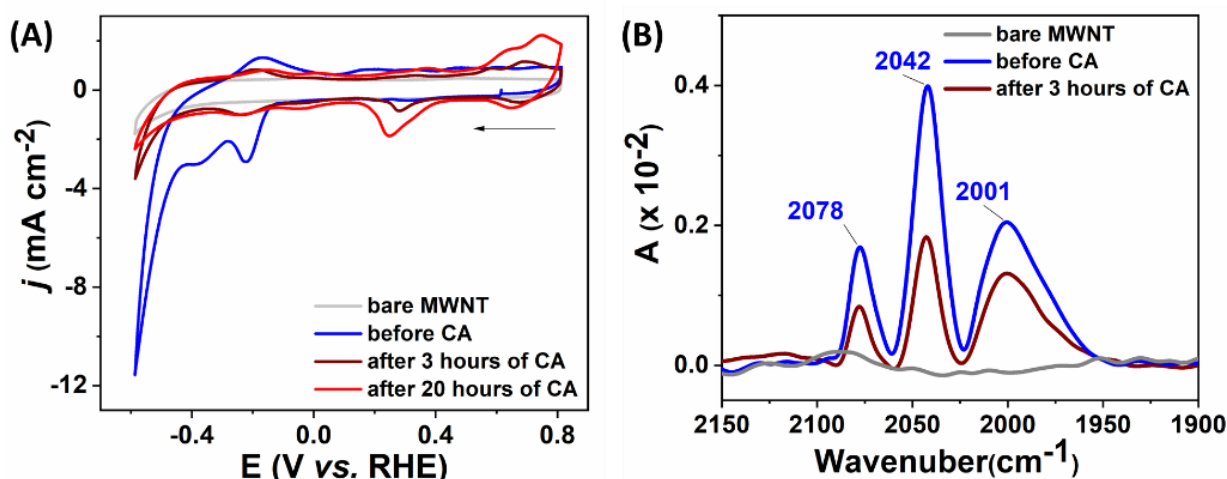 (A)
0
-4
-8
-12
j (mA cm-2)
bare MWNT
before CA
after 3 hours of CA
after 20 hours of CA
-0.4
0.0
0.4
0.8
E (V vs. RHE)
(B)
bare MWNT
before CA
after 3 hours of CA
2042
2078
2001
0.4
0.2
0.0
A (x 10-2)
2150
2100
2050
2000
1950
1900
Wavenuber(cm-1)